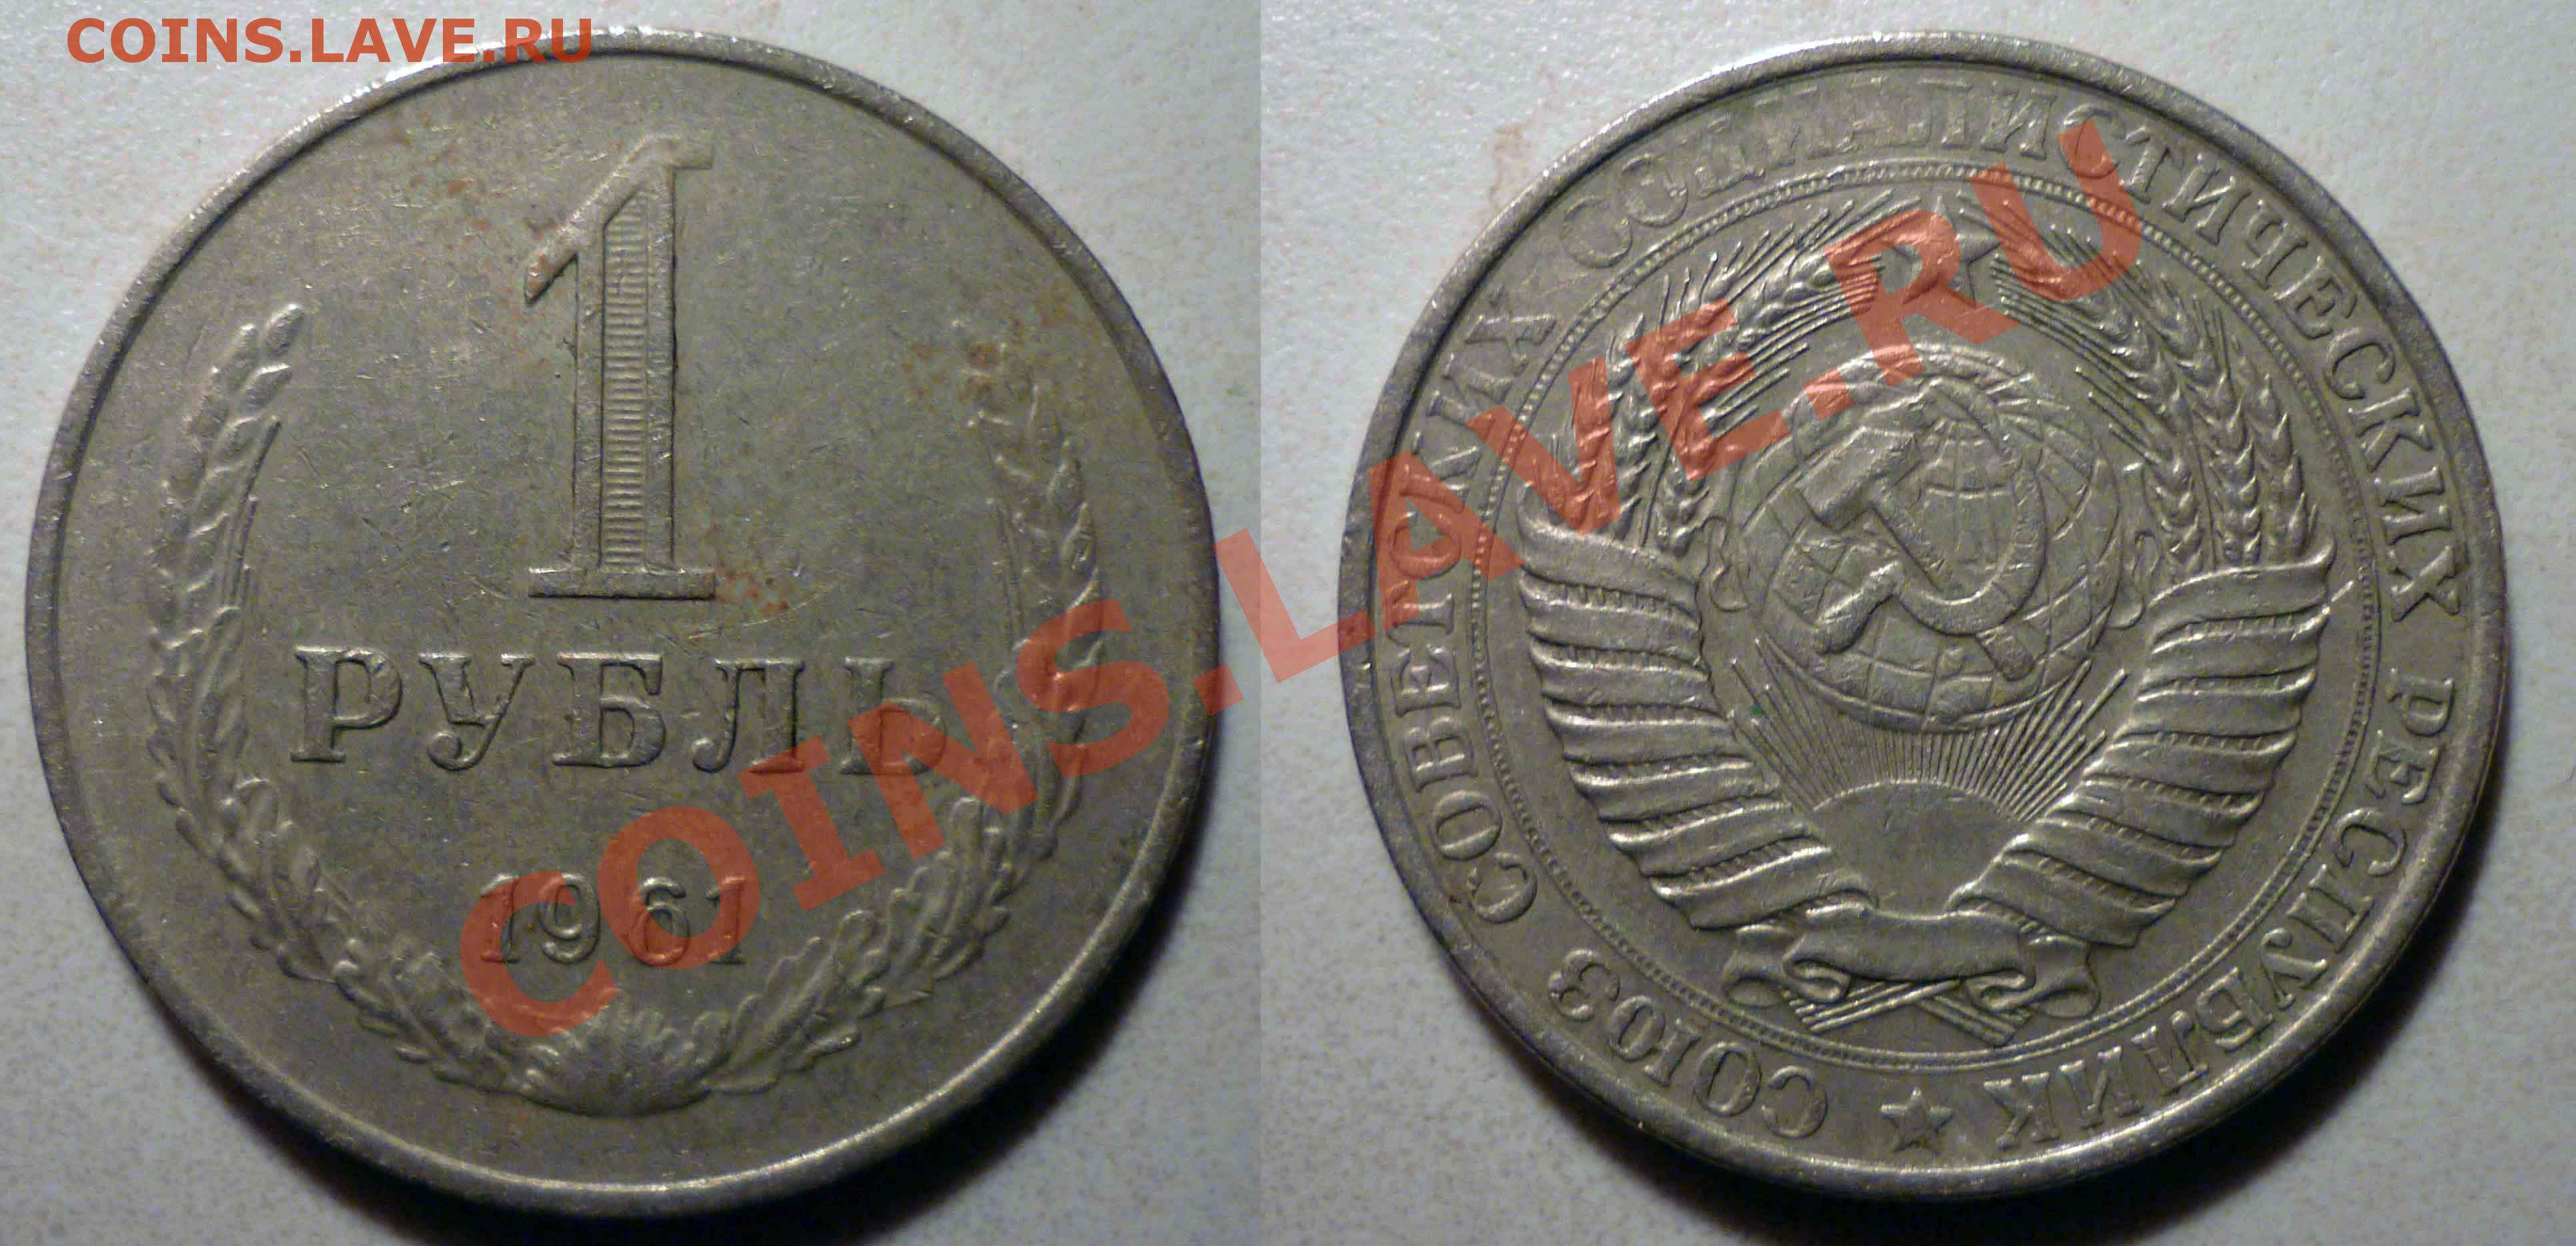 COINS.LAVE.RU
1
РУБЛЬ
1961
СОЮЗ СОВЕТСКИХ СОЦИАЛИСТИЧЕСКИХ РЕСПУБЛИК
COINS.LAVE.RU